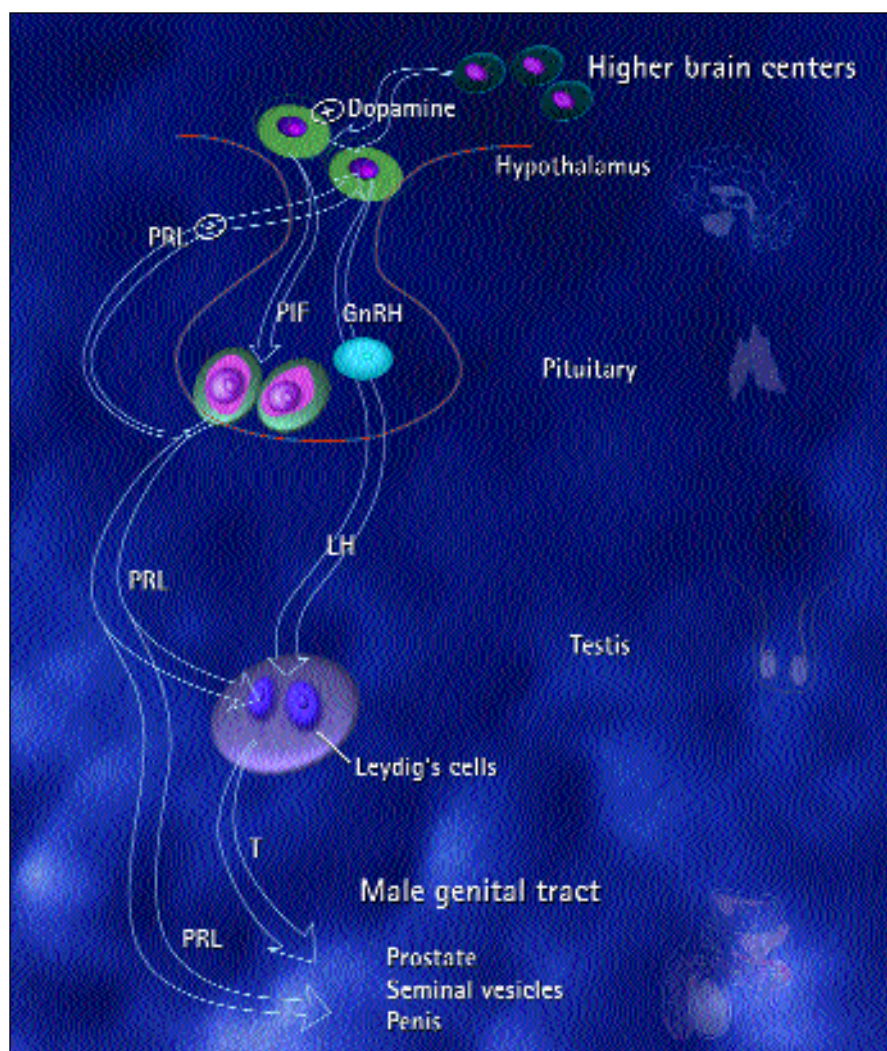 Higher brain centers
Dopamine
Hypothalamus
PRL
PIF
GnRH
Pituitary
LH
PRL
Testis
Leydig's cells
T
Male genital tract
PRL
Prostate
Seminal vesicles
Penis